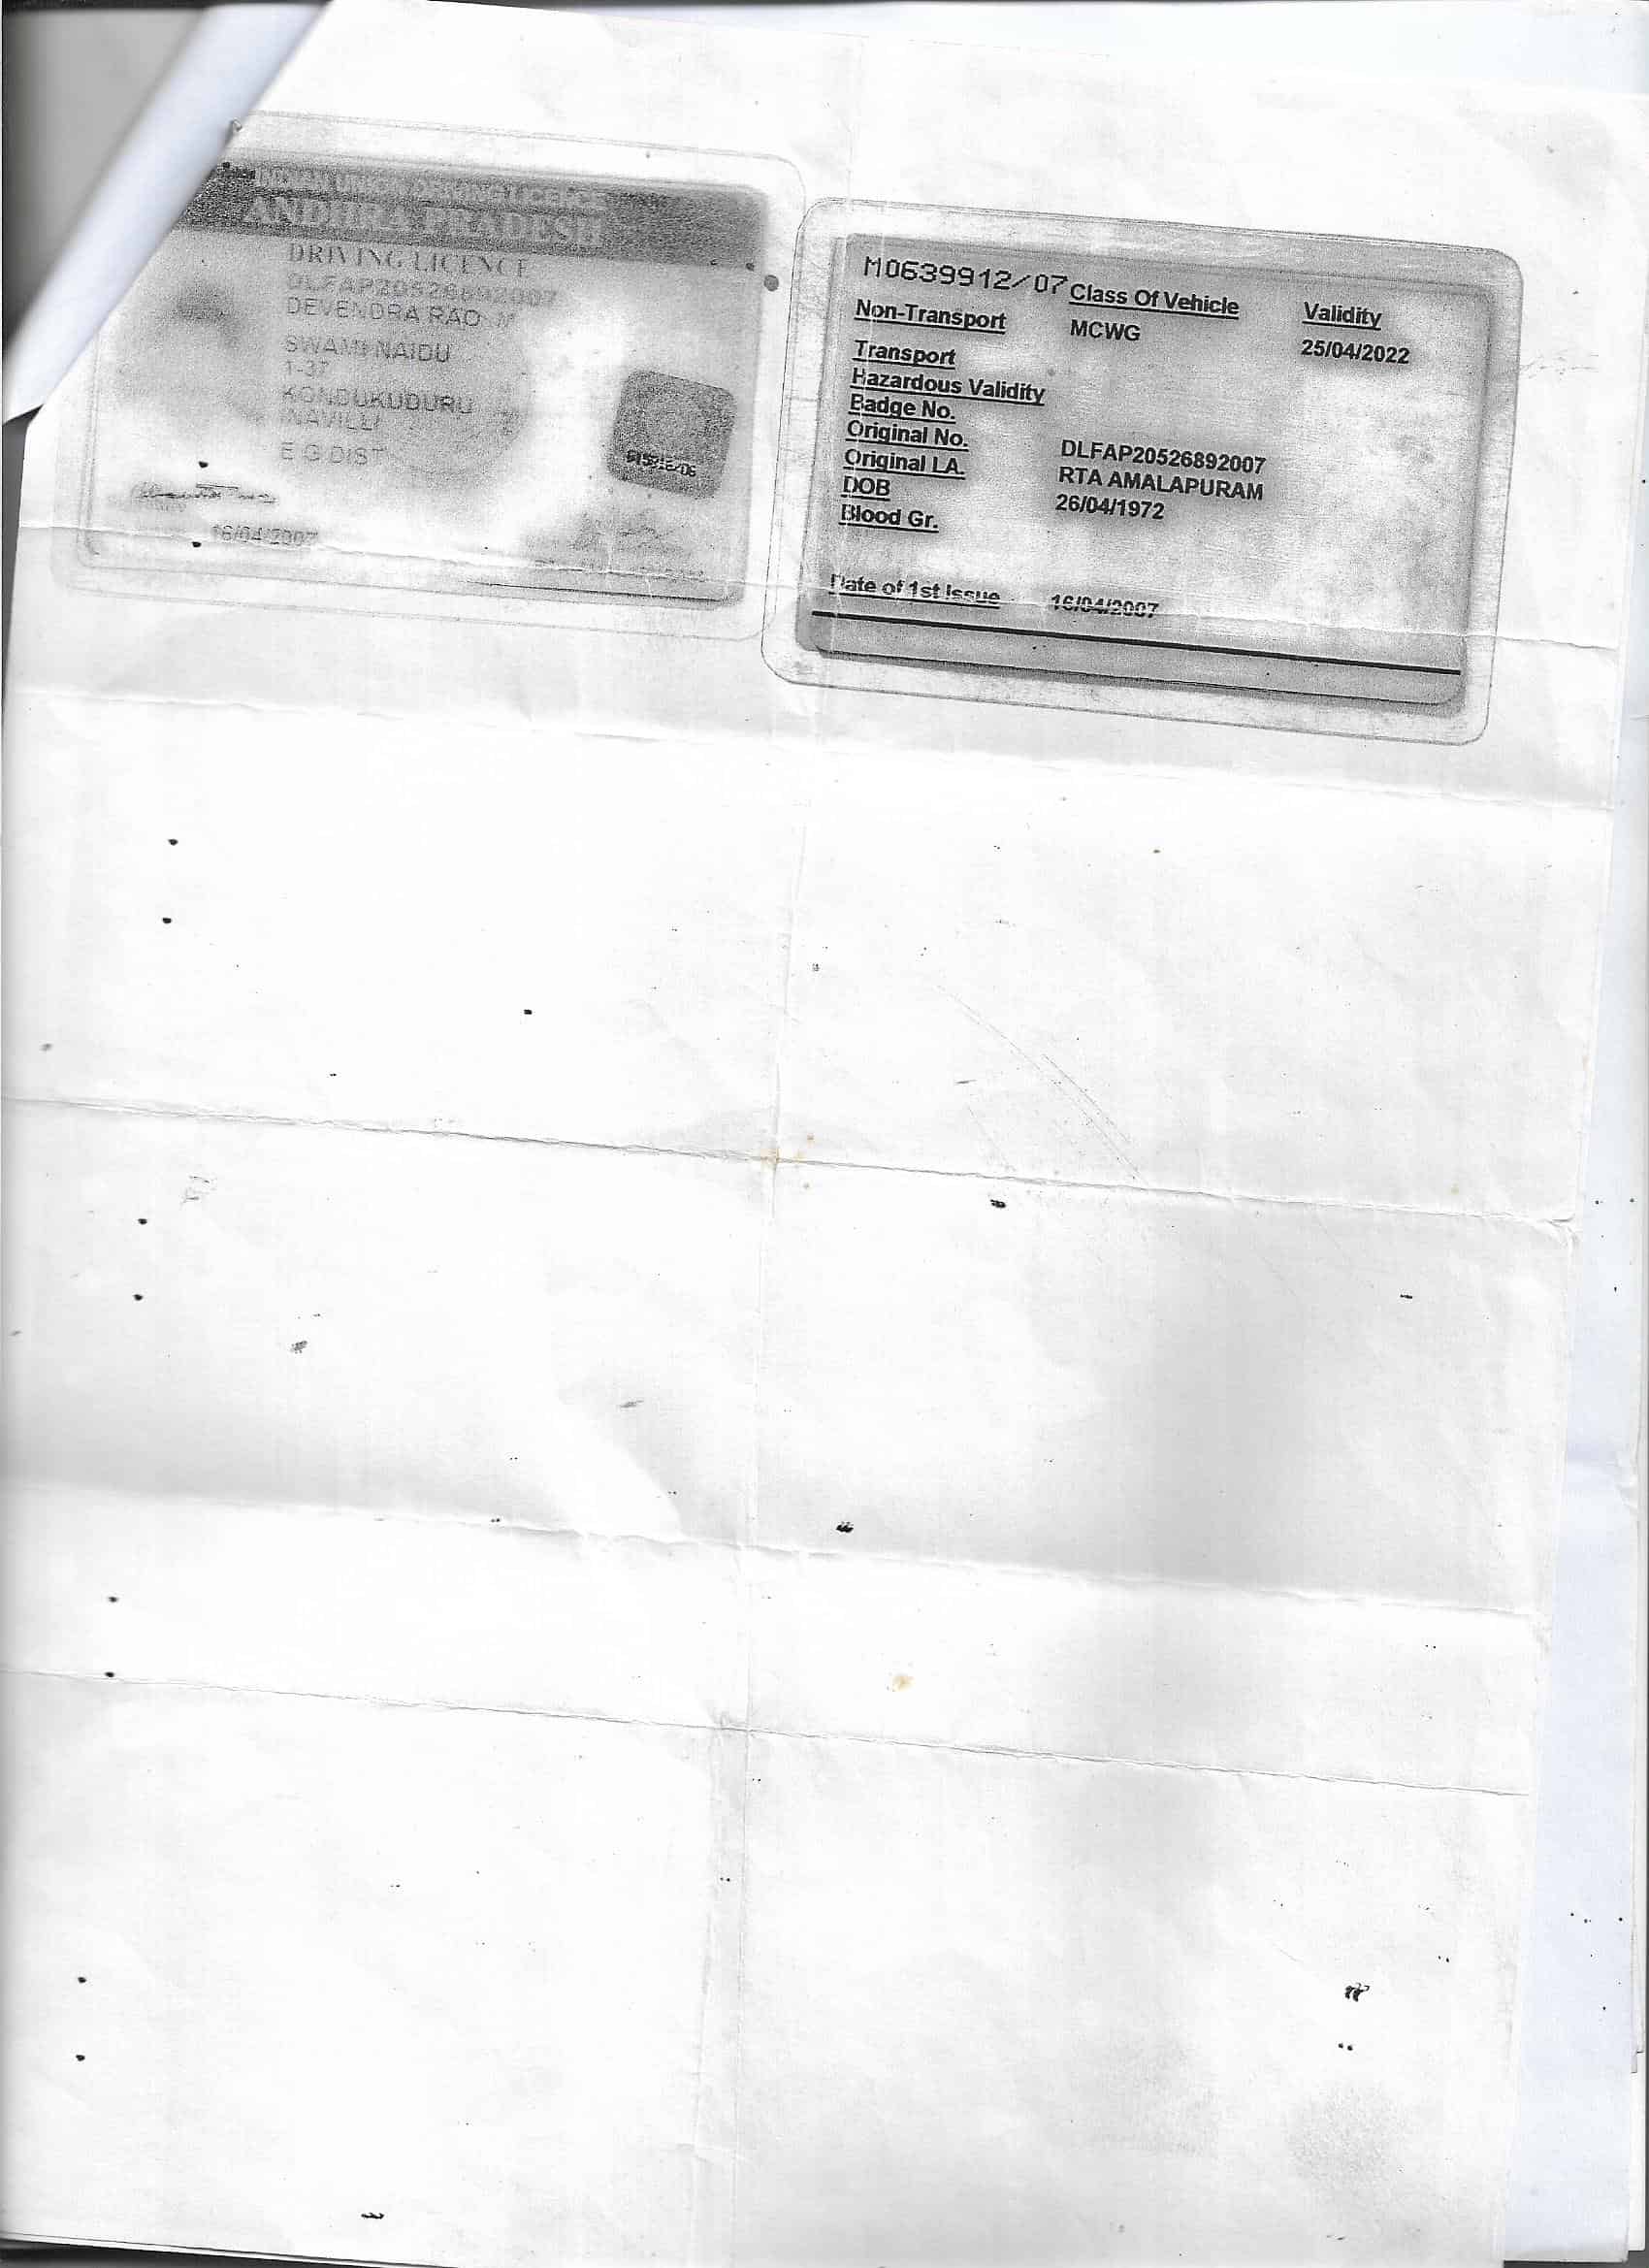 INDIAN UNION DRIVING LICENCE
ANDHRA PRADESH
DRIVING LICENCE
DLFAP20526892007
DEVENDRA RAO M
SWAMI NAIDU
1-37
KONDUKUDURU
E G DIST
16/04/2007
M0639912/07
Class Of Vehicle Validity
Non-Transport MCWG 25/04/2022
Transport
Hazardous Validity
Badge No.
Original No. DLFAP20526892007
Original LA. RTA AMALAPURAM
DOB 26/04/1972
Blood Gr.
Date of 1st Issue 16/04/2007